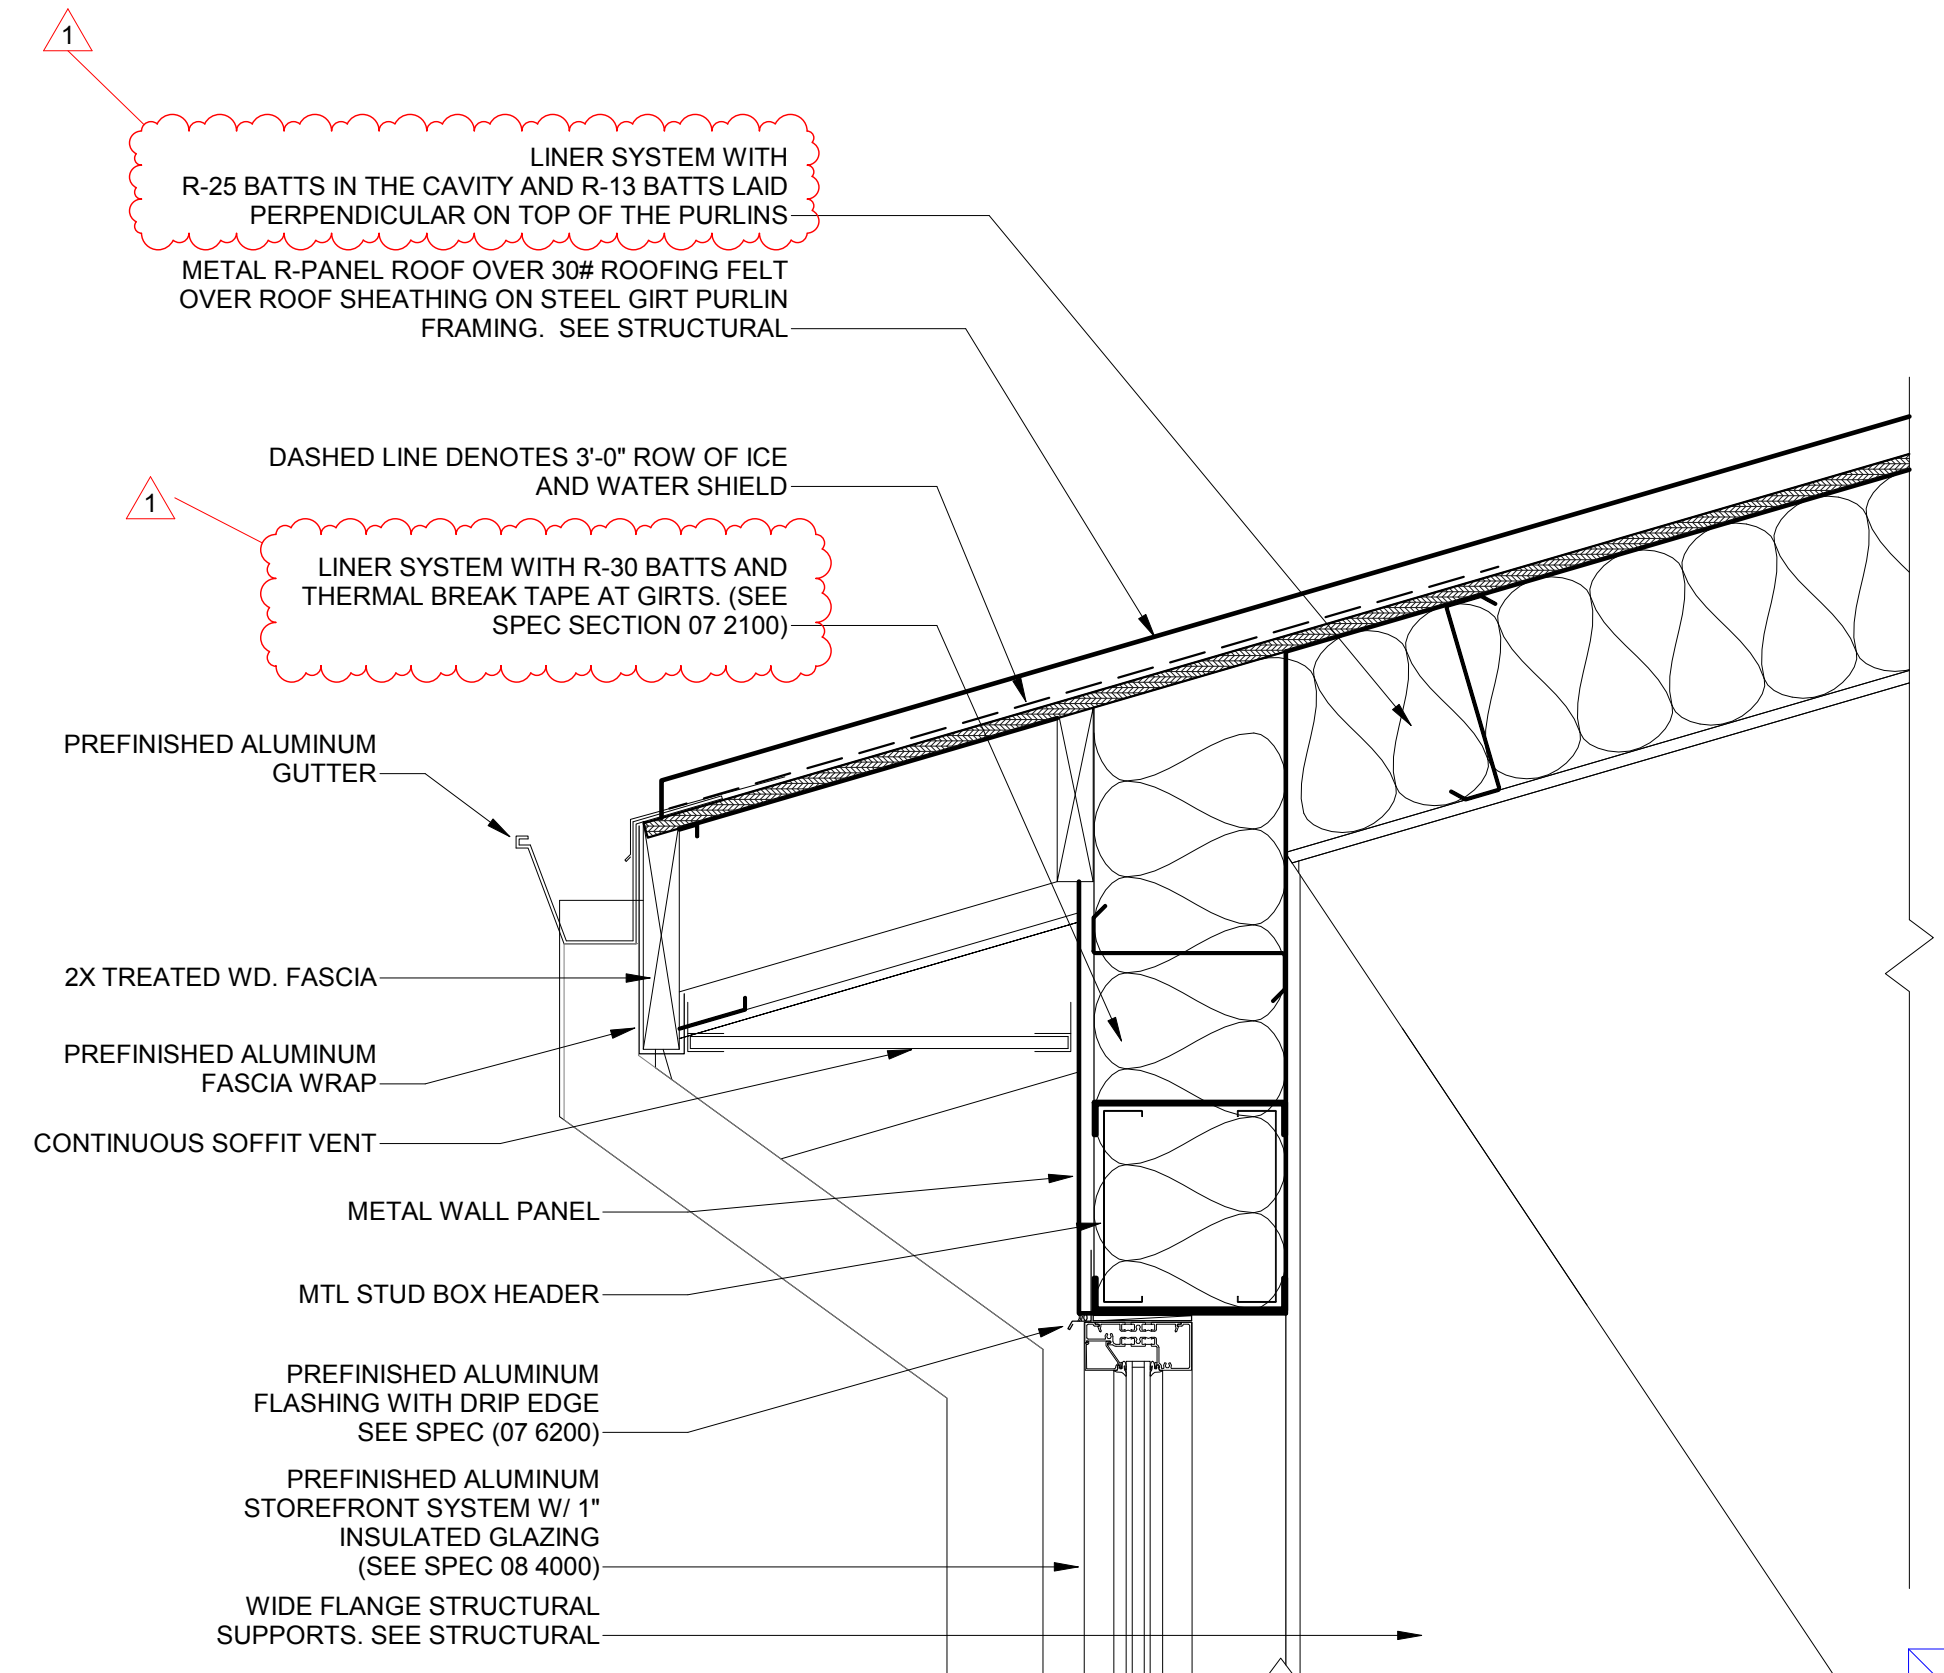 1
LINER SYSTEM WITH
R-25 BATTS IN THE CAVITY AND R-13 BATTS LAID
PERPENDICULAR ON TOP OF THE PURLINS
METAL R-PANEL ROOF OVER 30# ROOFING FELT
OVER ROOF SHEATHING ON STEEL GIRT PURLIN
FRAMING.  SEE STRUCTURAL
DASHED LINE DENOTES 3'-0" ROW OF ICE
AND WATER SHIELD
1
LINER SYSTEM WITH R-30 BATTS AND
THERMAL BREAK TAPE AT GIRTS. (SEE
SPEC SECTION 07 2100)
PREFINISHED ALUMINUM
GUTTER
2X TREATED WD. FASCIA
PREFINISHED ALUMINUM
FASCIA WRAP
CONTINUOUS SOFFIT VENT
METAL WALL PANEL
MTL STUD BOX HEADER
PREFINISHED ALUMINUM
FLASHING WITH DRIP EDGE
SEE SPEC (07 6200)
PREFINISHED ALUMINUM
STOREFRONT SYSTEM W/ 1"
INSULATED GLAZING
(SEE SPEC 08 4000)
WIDE FLANGE STRUCTURAL
SUPPORTS. SEE STRUCTURAL